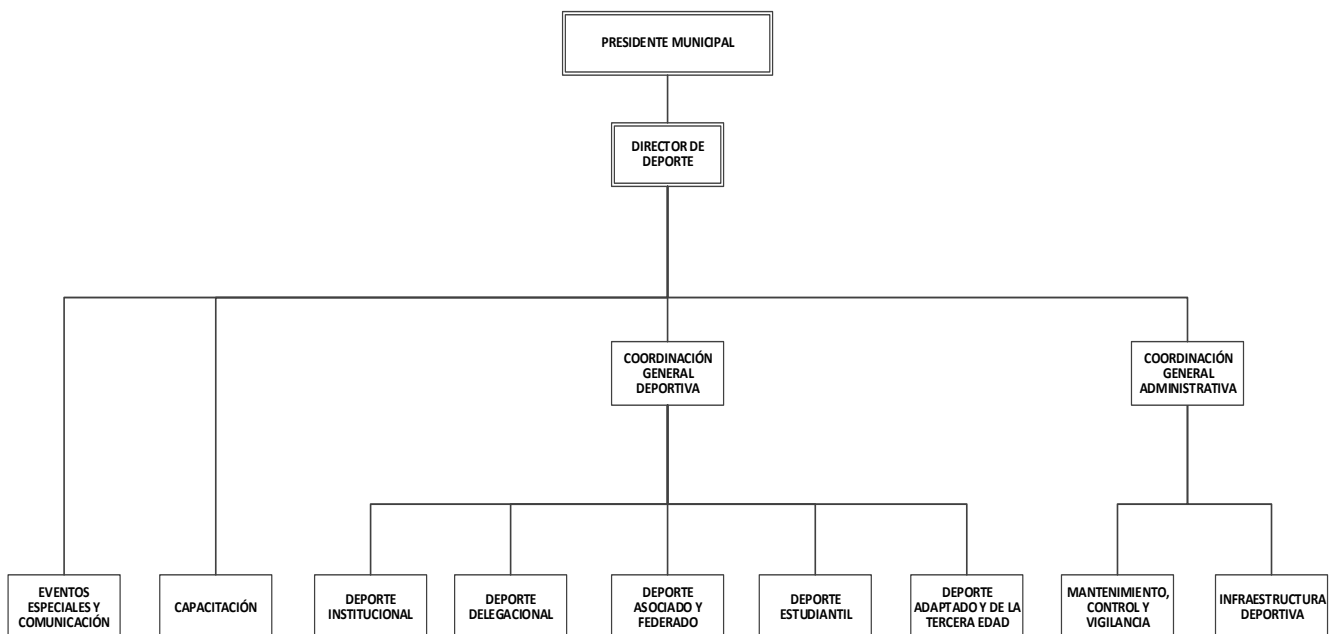 PRESIDENTE MUNICIPAL
DIRECTOR DE
DEPORTE
COORDINACIÓN
GENERAL
DEPORTIVA
COORDINACIÓN
GENERAL
ADMINISTRATIVA
EVENTOS
ESPECIALES Y
COMUNICACIÓN
CAPACITACIÓN
DEPORTE
INSTITUCIONAL
DEPORTE
DELEGACIONAL
DEPORTE
ASOCIADO Y
FEDERADO
DEPORTE
ESTUDIANTIL
DEPORTE
ADAPTADO Y DE LA
TERCERA EDAD
MANTENIMIENTO,
CONTROL Y
VIGILANCIA
INFRAESTRUCTURA
DEPORTIVA